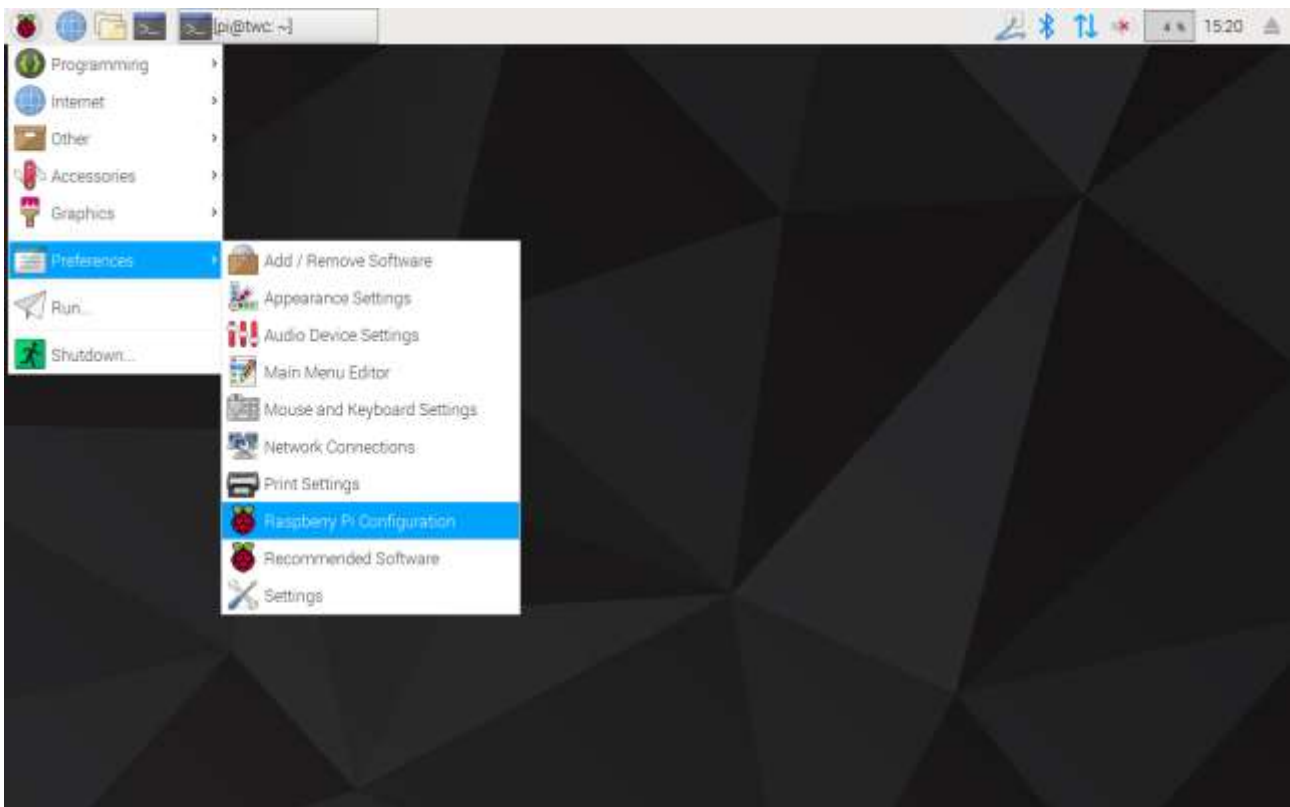 [pi@twc: ~]
4 %
15:20
Programming
Internet
Other
Accessories
Graphics
Preferences
Run...
Shutdown...
Add / Remove Software
Appearance Settings
Audio Device Settings
Main Menu Editor
Mouse and Keyboard Settings
Network Connections
Print Settings
Raspberry Pi Configuration
Recommended Software
Settings